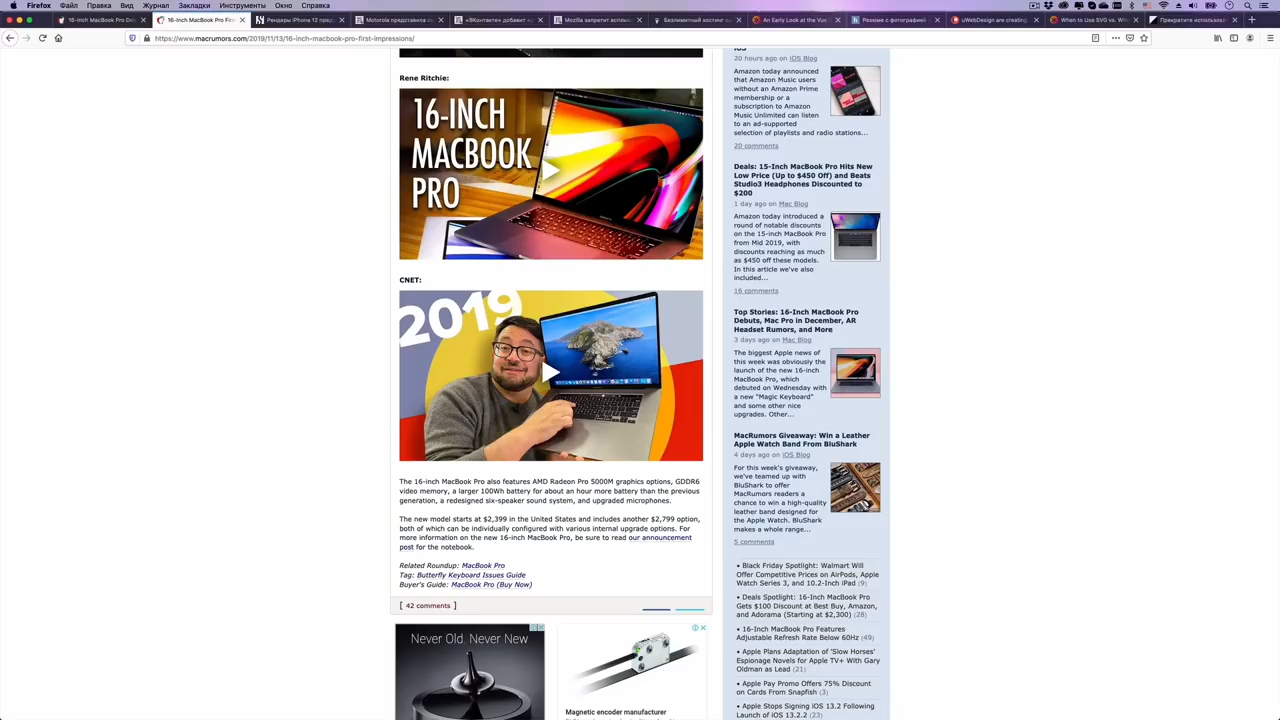 Firefox Файл Правка Вид Журнал Закладки Инструменты Окно Справка
16-inch MacBook Pro Deb
16-Inch MacBook Pro Firs
Рендеры iPhone 12 предп
Motorola представила ск
«ВКонтакте» добавит в
Mozilla запретит использ
Безлимитный хостинг о
An Early Look at the Vue
Резюме с фотографией
uWebDesign are creating
When to Use SVG vs. Wh
Прекратите использова
https://www.macrumors.com/2019/11/13/16-inch-macbook-pro-first-impressions/
Rene Ritchie:
16-INCH
MACBOOK
PRO
CNET:
2019
The 16-inch MacBook Pro also features AMD Radeon Pro 5000M graphics options, GDDR6
video memory, a larger 100Wh battery for about an hour more battery than the previous
generation, a redesigned six-speaker sound system, and upgraded microphones.
The new model starts at $2,399 in the United States and includes another $2,799 option,
both of which can be individually configured with various internal upgrade options. For
more information on the new 16-inch MacBook Pro, be sure to read our announcement
post for the notebook.
Related Roundup: MacBook Pro
Tag: Butterfly Keyboard Issues Guide
Buyer's Guide: MacBook Pro (Buy Now)
[ 42 comments ]
Never Old. Never New
Magnetic encoder manufacturer
iOS
20 hours ago on iOS Blog
Amazon today announced
that Amazon Music users
without an Amazon Prime
membership or a
subscription to Amazon
Music Unlimited can listen
to an ad-supported
selection of playlists and radio stations...
20 comments
Deals: 15-Inch MacBook Pro Hits New
Low Price (Up to $450 Off) and Beats
Studio3 Headphones Discounted to
$200
1 day ago on Mac Blog
Amazon today introduced a
round of notable discounts
on the 15-inch MacBook Pro
from Mid 2019, with
discounts reaching as much
as $450 off these models.
In this article we've also
included...
16 comments
Top Stories: 16-Inch MacBook Pro
Debuts, Mac Pro in December, AR
Headset Rumors, and More
3 days ago on Mac Blog
The biggest Apple news of
this week was obviously the
launch of the new 16-inch
MacBook Pro, which
debuted on Wednesday with
a new "Magic Keyboard"
and some other nice
upgrades. Other...
MacRumors Giveaway: Win a Leather
Apple Watch Band From BluShark
4 days ago on iOS Blog
For this week's giveaway,
we've teamed up with
BluShark to offer
MacRumors readers a
chance to win a high-quality
leather band designed for
the Apple Watch. BluShark
makes a whole range...
5 comments
• Black Friday Spotlight: Walmart Will
Offer Competitive Prices on AirPods, Apple
Watch Series 3, and 10.2-Inch iPad (9)
• Deals Spotlight: 16-Inch MacBook Pro
Gets $100 Discount at Best Buy, Amazon,
and Adorama (Starting at $2,300) (28)
• 16-Inch MacBook Pro Features
Adjustable Refresh Rate Below 60Hz (49)
• Apple Plans Adaptation of 'Slow Horses'
Espionage Novels for Apple TV+ With Gary
Oldman as Lead (21)
• Apple Pay Promo Offers 75% Discount
on Cards From Snapfish (3)
• Apple Stops Signing iOS 13.2 Following
Launch of iOS 13.2.2 (23)